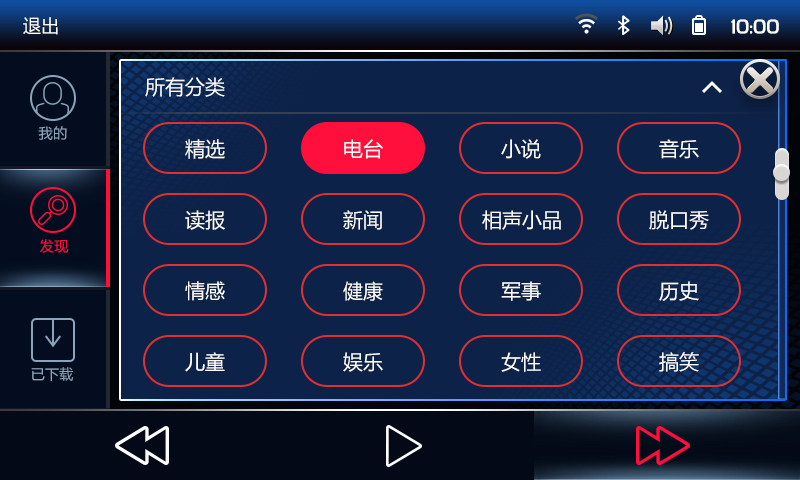 退出 10:00
所有分类
我的
发现
已下载
精选 电台 小说 音乐
读报 新闻 相声小品 脱口秀
情感 健康 军事 历史
儿童 娱乐 女性 搞笑